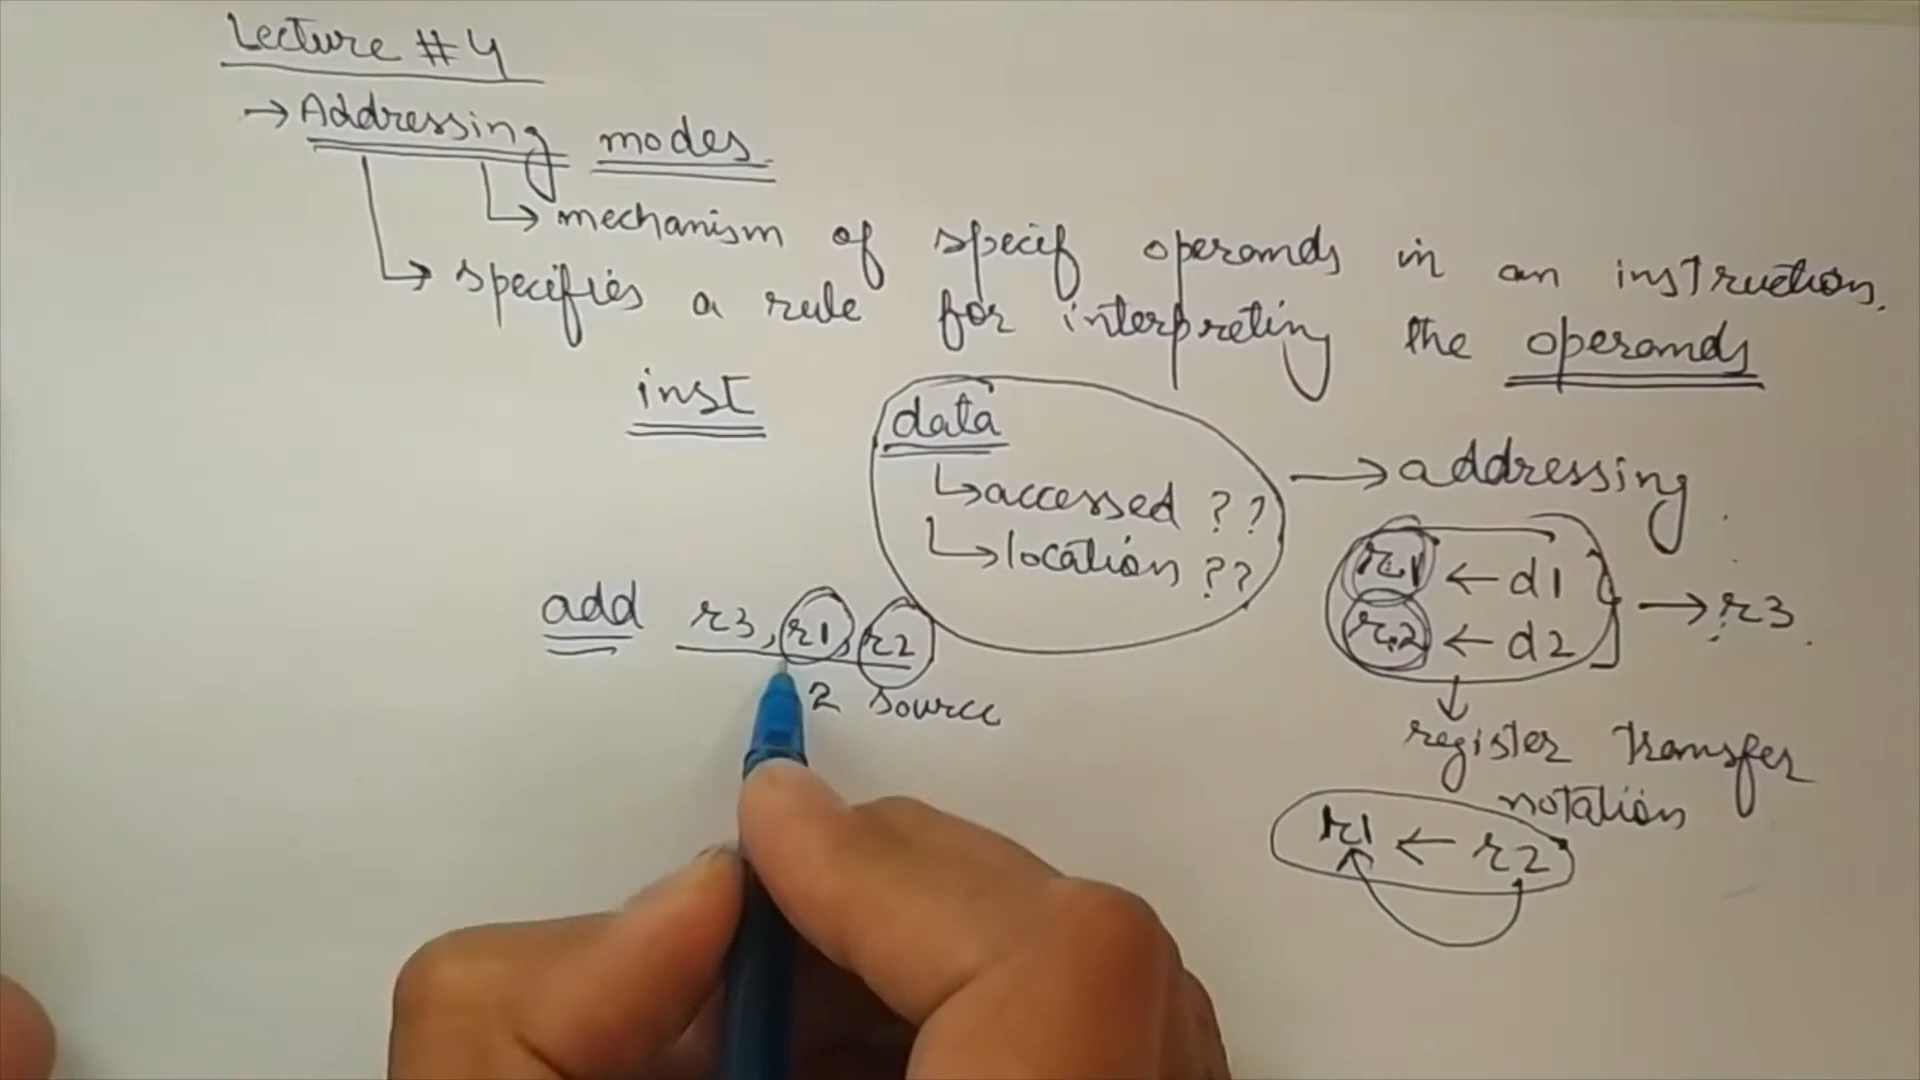 Lecture #4
→ Addressing modes
↳ mechanism of specif operands in an instruction.
↳ specifies a rule for interpreting the operands
inst
data
↳ accessed ??
↳ location ??
→ addressing
r1 ← d1
r2 ← d2
→ r3
add r3, r1, r2
2 source
register transfer
notation
r1 ← r2